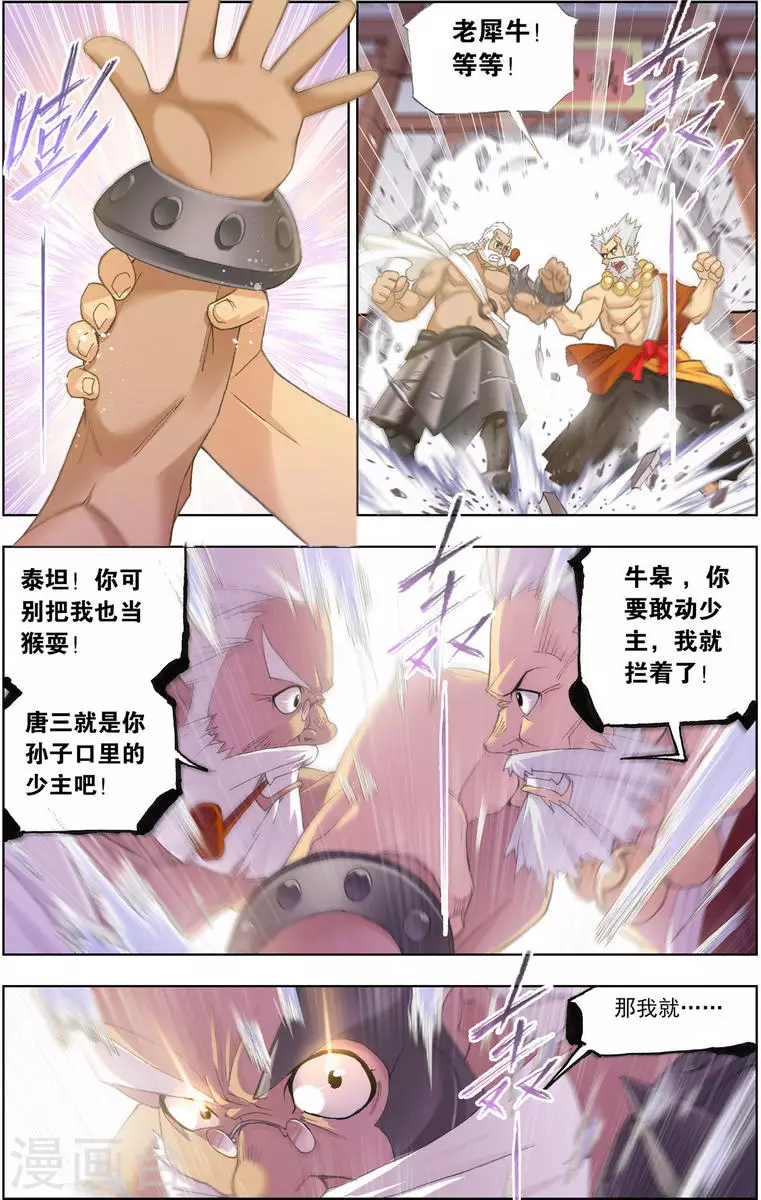 嘭
老犀牛！
等等！
轰
泰坦！你可
别把我也当
猴耍！
唐三就是你
孙子口里的
少主吧！
轰
牛皋，你
要敢动少
主，我就
拦着了！
轰
那我就……
漫画台